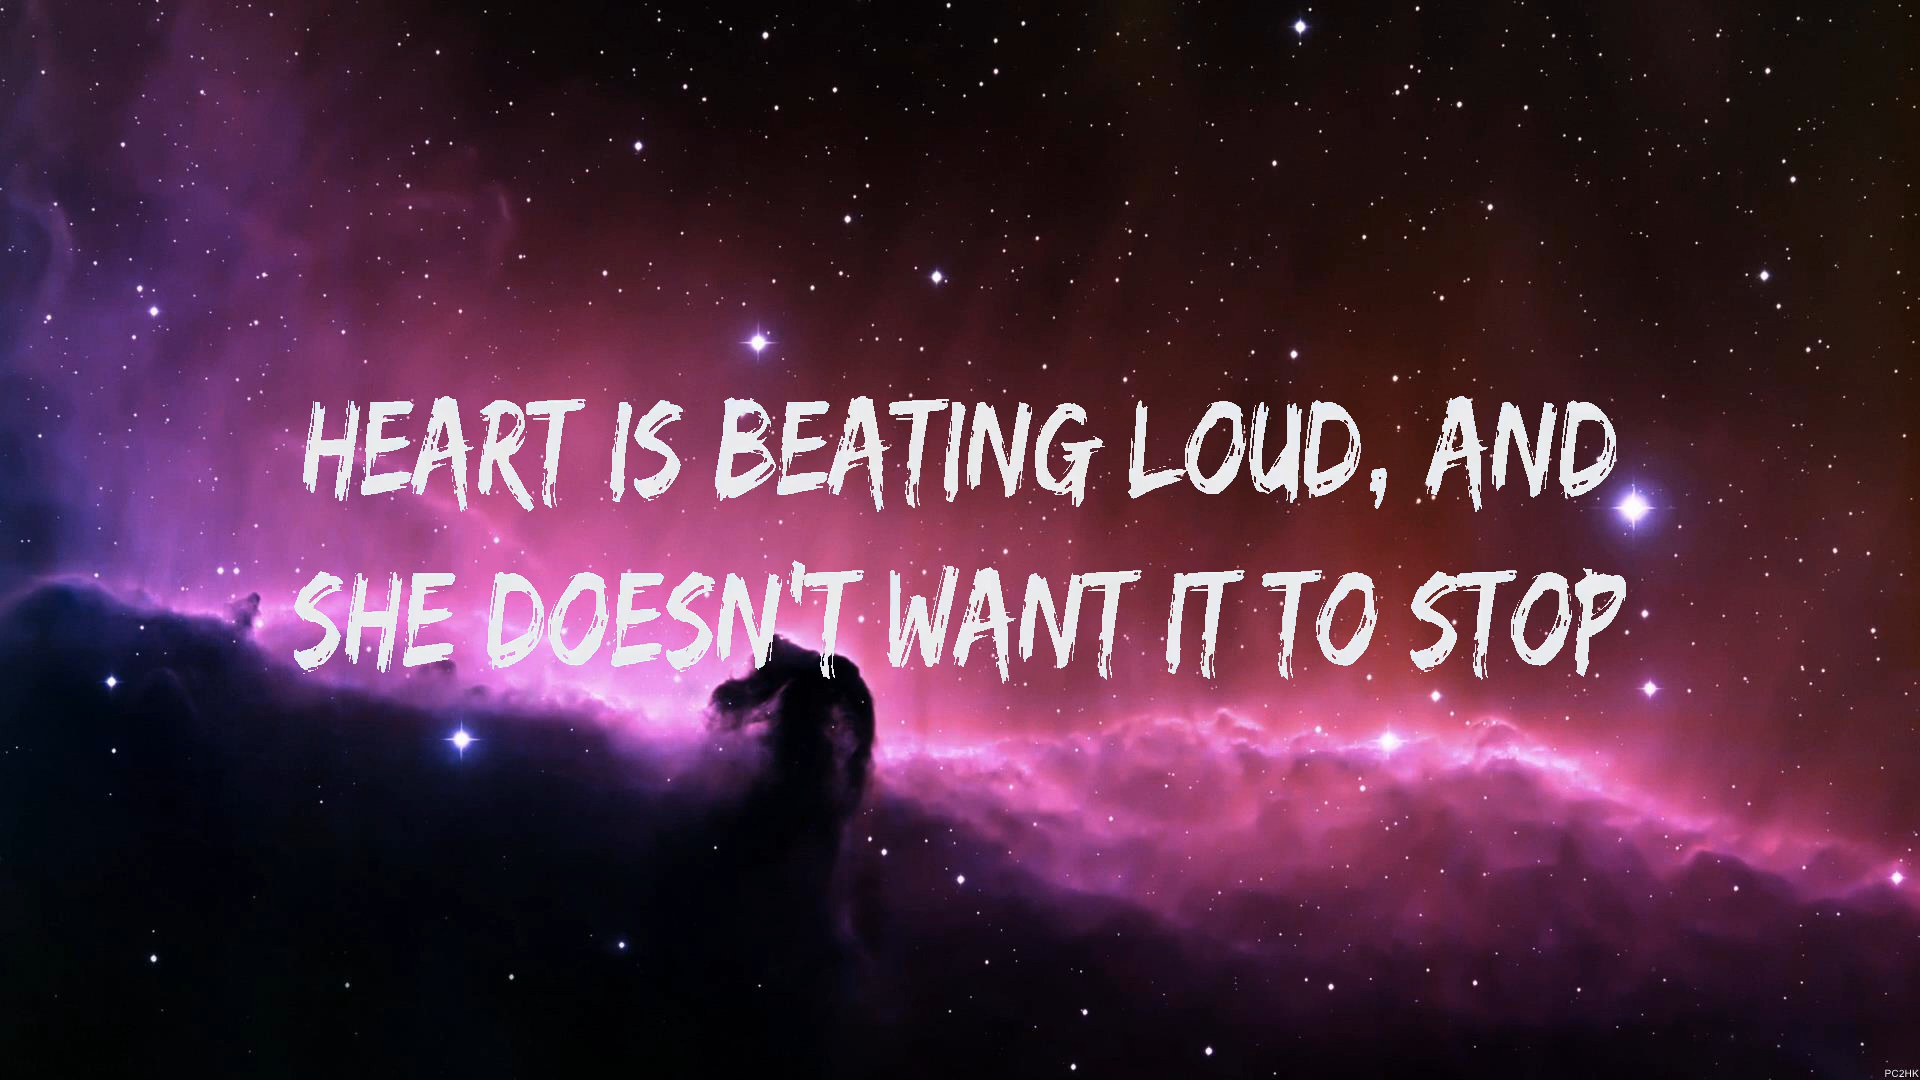 HEART IS BEATING LOUD, AND
SHE DOESN'T WANT IT TO STOP
PC2HK